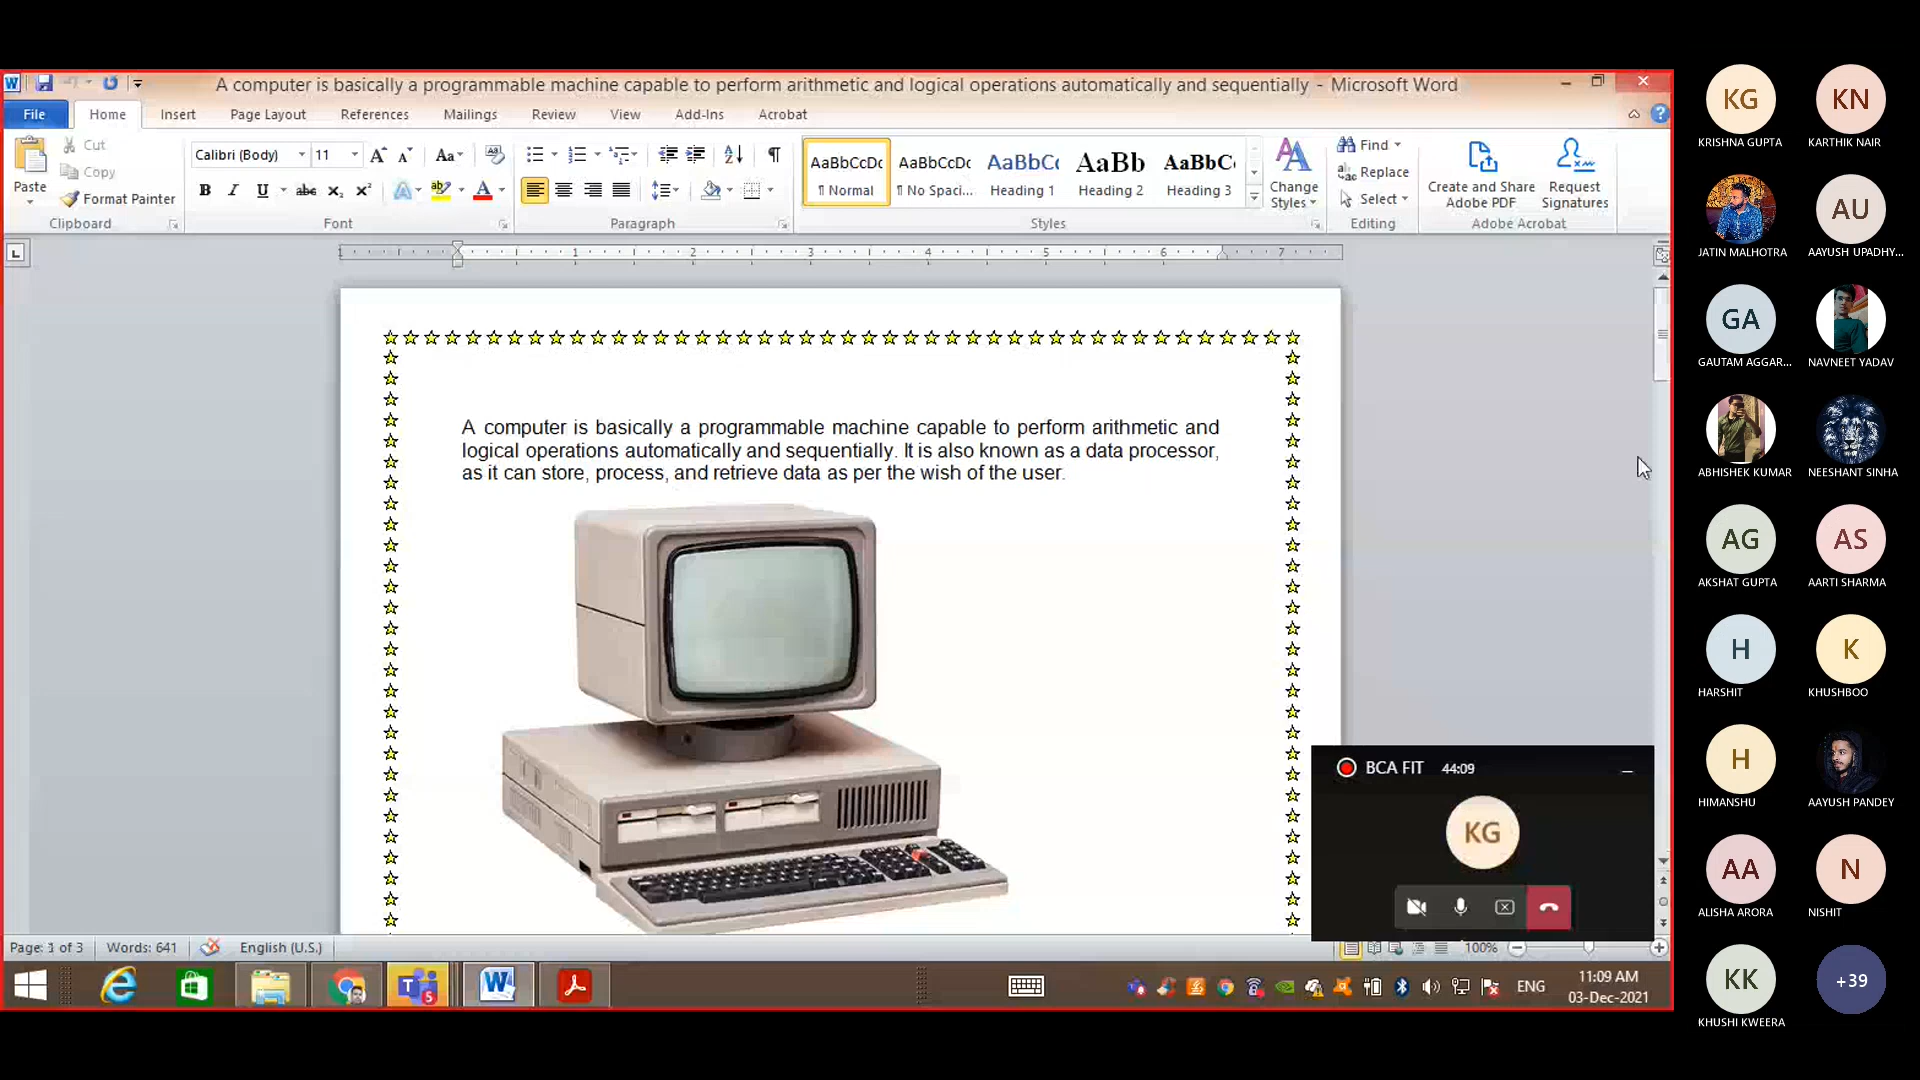 A computer is basically a programmable machine capable to perform arithmetic and logical operations automatically and sequentially - Microsoft Word
File Home Insert Page Layout References Mailings Review View Add-Ins Acrobat
Paste
Cut
Copy
Format Painter
Clipboard
Calibri (Body) 11
Font
Paragraph
AaBbCcDc AaBbCcDc AaBbCc AaBb AaBbC
¶ Normal ¶ No Spaci... Heading 1 Heading 2 Heading 3
Change Styles
Styles
Find
Replace
Select
Editing
Create and Share Adobe PDF
Request Signatures
Adobe Acrobat
1 1 2 3 4 5 6 7
A computer is basically a programmable machine capable to perform arithmetic and
logical operations automatically and sequentially. It is also known as a data processor,
as it can store, process, and retrieve data as per the wish of the user.
BCA FIT 44:09
KG
Page: 1 of 3 Words: 641 English (U.S.) 100%
ENG
11:09 AM
03-Dec-2021
KG KN
KRISHNA GUPTA KARTHIK NAIR
AU
JATIN MALHOTRA AAYUSH UPADHY...
GA
GAUTAM AGGAR... NAVNEET YADAV
ABHISHEK KUMAR NEESHANT SINHA
AG AS
AKSHAT GUPTA AARTI SHARMA
H K
HARSHIT KHUSHBOO
H
HIMANSHU AAYUSH PANDEY
AA N
ALISHA ARORA NISHIT
KK +39
KHUSHI KWEERA